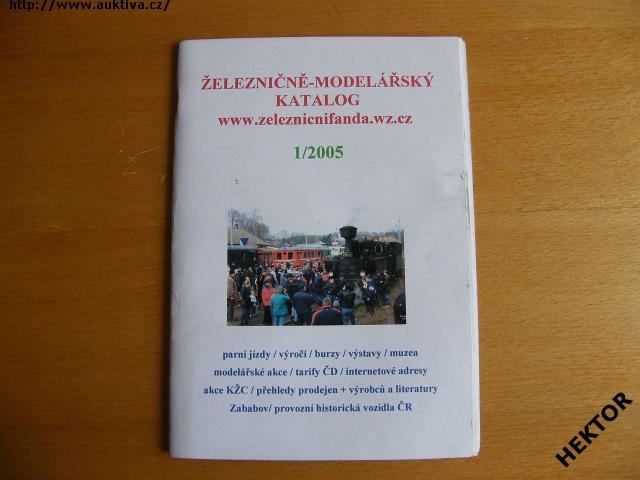 http://www.auktiva.cz/
ŽELEZNIČNĚ-MODELÁŘSKÝ
KATALOG
www.zeleznicnifanda.wz.cz
1/2005
parní jízdy / výročí / burzy / výstavy / muzea
modelářské akce / tarify ČD / internetové adresy
akce KŽC / přehledy prodejen + výrobců a literatury
Zababov/ provozní historická vozidla ČR
HEKTOR